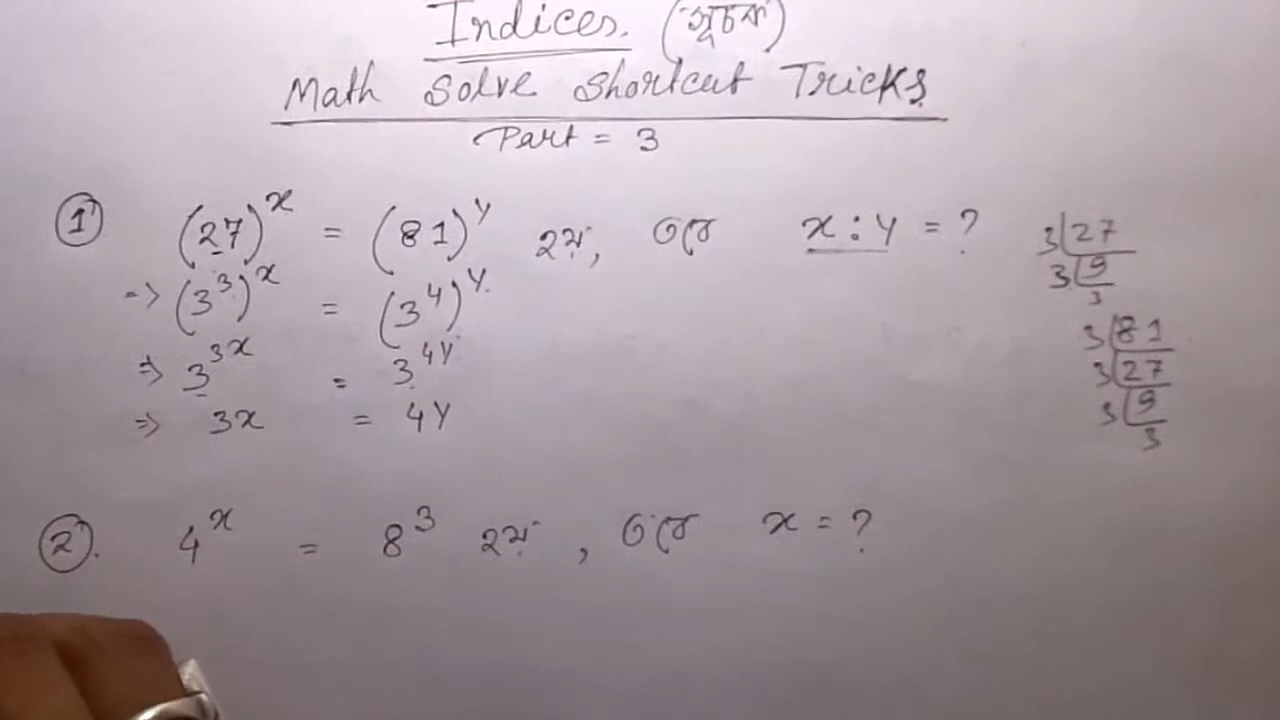 Indices. (সূচক)
Math Solve Shortcut Tricks
Part = 3
① (27)^x = (81)^y হয়, তবে x : y = ?
=> (3^3)^x = (3^4)^y
=> 3^3x = 3^4y
=> 3x = 4y
3 27
3 9
3
3 81
3 27
3 9
3
②. 4^x = 8^3 হয়, তবে x = ?